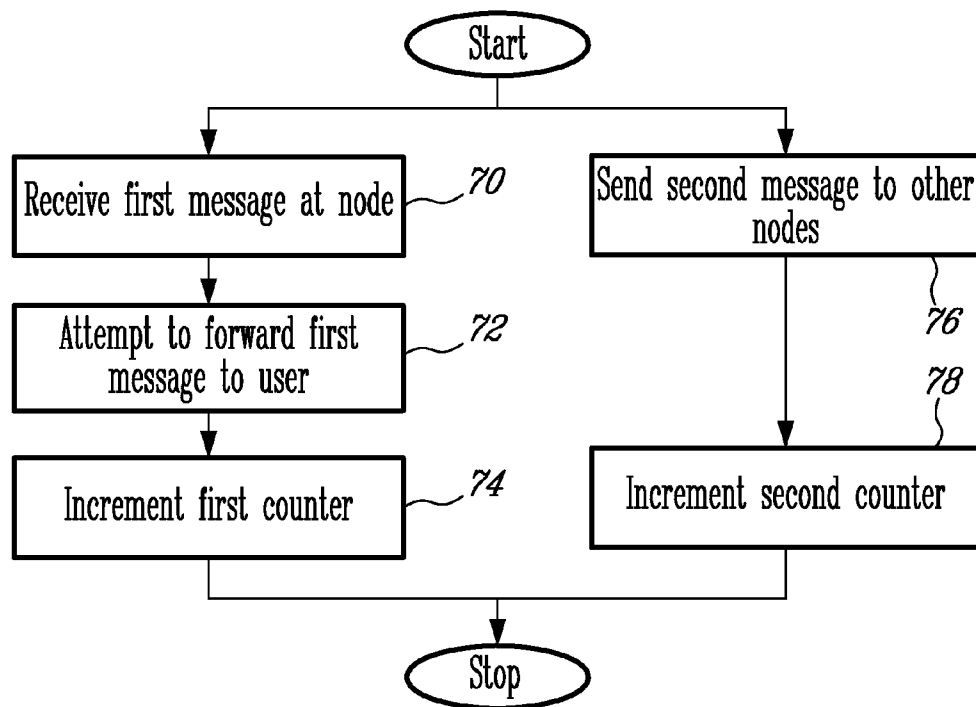 Start
Receive first message at node
70
Send second message to other
nodes
76
Attempt to forward first
message to user
72
78
Increment first counter
74
Increment second counter
Stop